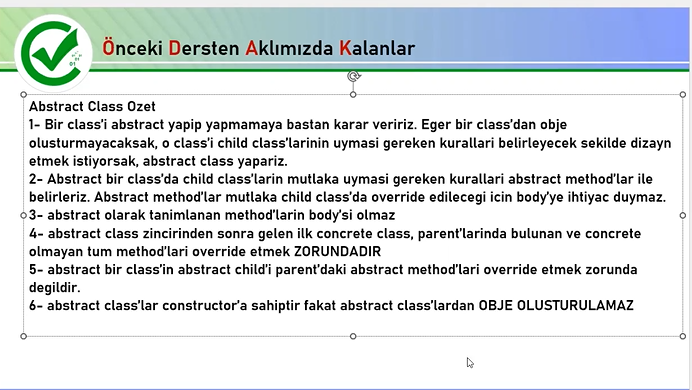 Önceki Dersten Aklımızda Kalanlar
Abstract Class Ozet
1- Bir class'i abstract yapip yapmamaya bastan karar veririz. Eger bir class'dan obje
olusturmayacaksak, o class'i child class'larinin uymasi gereken kurallari belirleyecek sekilde dizayn
etmek istiyorsak, abstract class yapariz.
2- Abstract bir class'da child class'larin mutlaka uymasi gereken kurallari abstract method'lar ile
belirleriz. Abstract method'lar mutlaka child class'da override edilecegi icin body'ye ihtiyac duymaz.
3- abstract olarak tanimlanan method'larin body'si olmaz
4- abstract class zincirinden sonra gelen ilk concrete class, parent'larinda bulunan ve concrete
olmayan tum method'lari override etmek ZORUNDADIR
5- abstract bir class'in abstract child'i parent'daki abstract method'lari override etmek zorunda
degildir.
6- abstract class'lar constructor'a sahiptir fakat abstract class'lardan OBJE OLUSTURULAMAZ